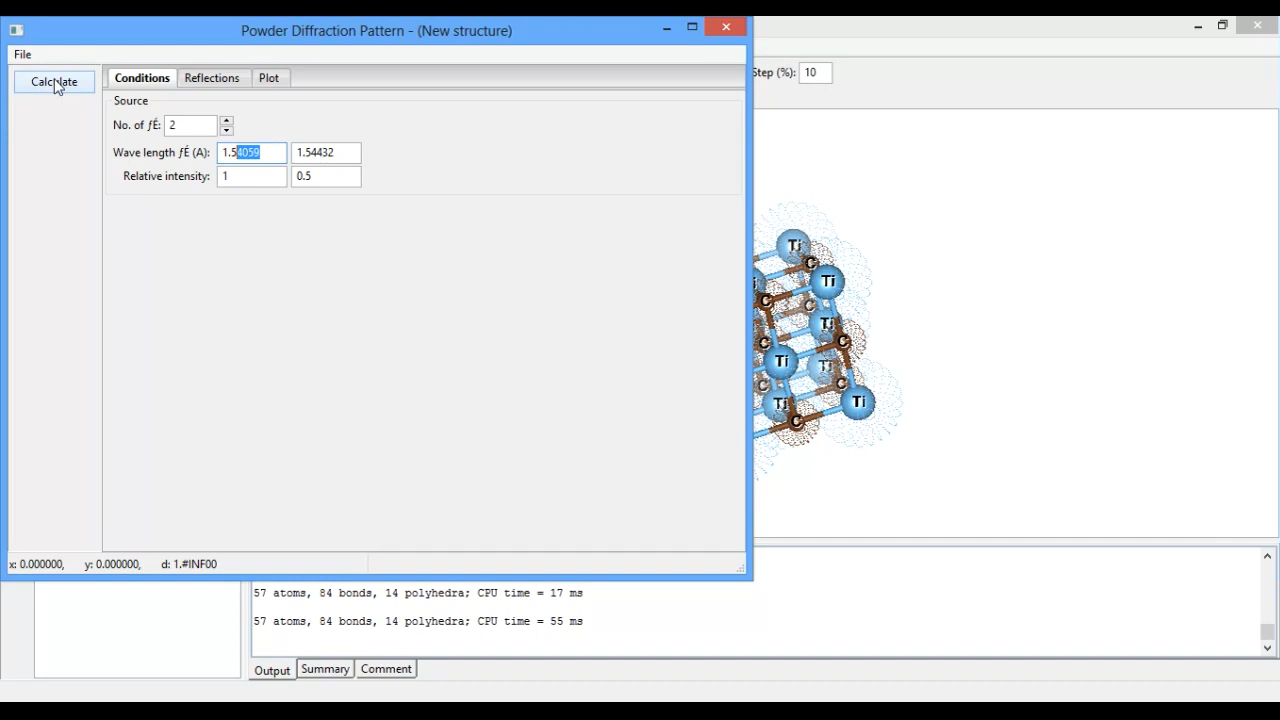 Powder Diffraction Pattern - (New structure)
File
Calculate
Conditions Reflections Plot
Step (%): 10
Source
No. of ƒÉ: 2
Wave length ƒÉ (A): 1.54059 1.54432
Relative intensity: 1 0.5
Ti
C
Ti
C
C
Ti
C
C
Ti
Ti
C
C
Ti
Ti
C
x: 0.000000, y: 0.000000, d: 1.#INF00
57 atoms, 84 bonds, 14 polyhedra; CPU time = 17 ms
57 atoms, 84 bonds, 14 polyhedra; CPU time = 55 ms
Output Summary Comment